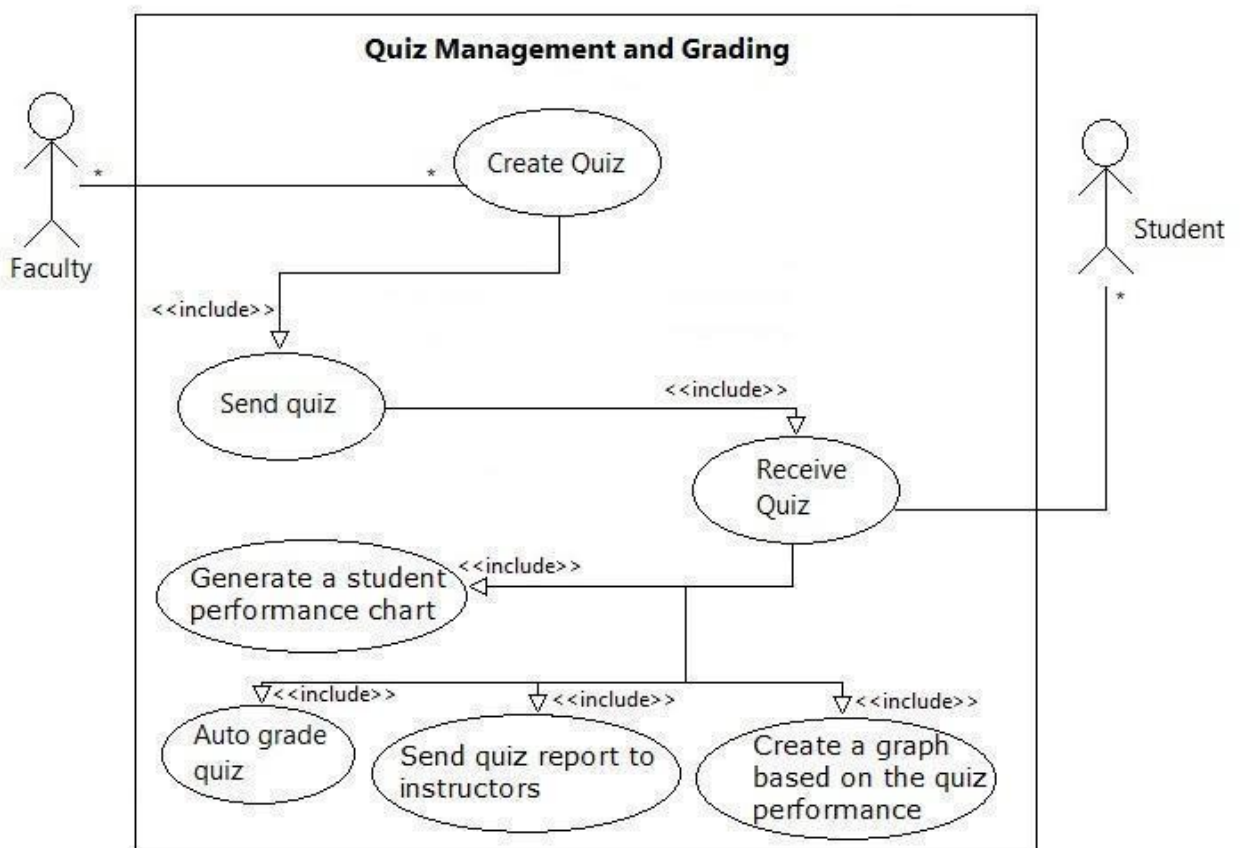 Quiz Management and Grading
Create Quiz
*
*
Faculty
Student
*
<<include>>
Send quiz
<<include>>
Receive
Quiz
<<include>>
Generate a student
performance chart
<<include>>
<<include>>
<<include>>
Auto grade
quiz
Send quiz report to
instructors
Create a graph
based on the quiz
performance